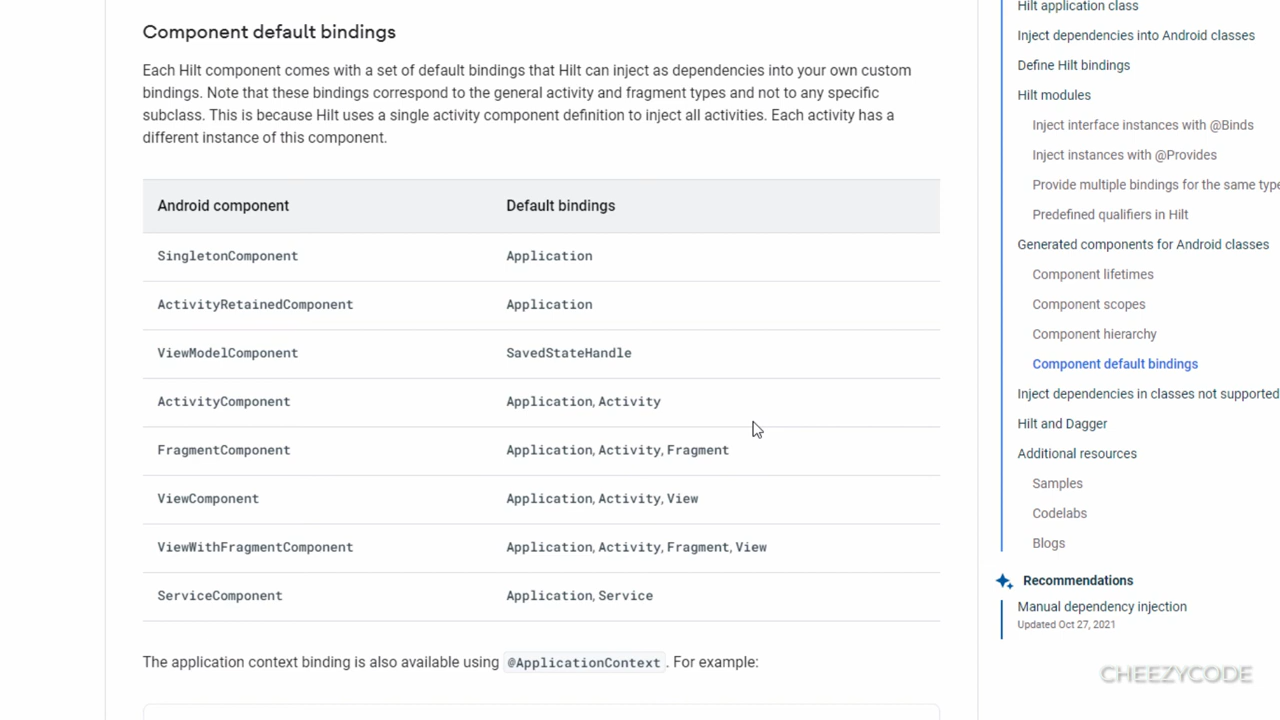 Component default bindings
Each Hilt component comes with a set of default bindings that Hilt can inject as dependencies into your own custom
bindings. Note that these bindings correspond to the general activity and fragment types and not to any specific
subclass. This is because Hilt uses a single activity component definition to inject all activities. Each activity has a
different instance of this component.
Android component Default bindings
SingletonComponent Application
ActivityRetainedComponent Application
ViewModelComponent SavedStateHandle
ActivityComponent Application, Activity
FragmentComponent Application, Activity, Fragment
ViewComponent Application, Activity, View
ViewWithFragmentComponent Application, Activity, Fragment, View
ServiceComponent Application, Service
The application context binding is also available using @ApplicationContext. For example:
Hilt application class
Inject dependencies into Android classes
Define Hilt bindings
Hilt modules
Inject interface instances with @Binds
Inject instances with @Provides
Provide multiple bindings for the same type
Predefined qualifiers in Hilt
Generated components for Android classes
Component lifetimes
Component scopes
Component hierarchy
Component default bindings
Inject dependencies in classes not supported
Hilt and Dagger
Additional resources
Samples
Codelabs
Blogs
Recommendations
Manual dependency injection
Updated Oct 27, 2021
CHEEZYCODE